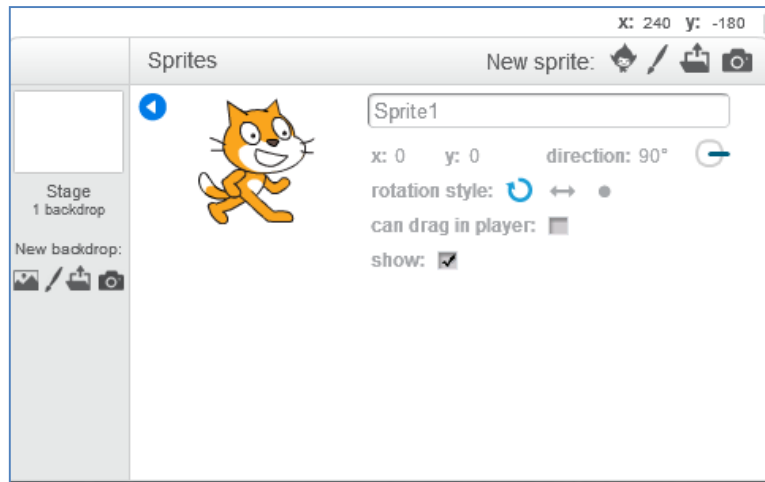 x: 240 y: -180
Sprites New sprite:
Sprite1
x: 0 y: 0 direction: 90°
rotation style:
can drag in player:
show:
Stage
1 backdrop
New backdrop: